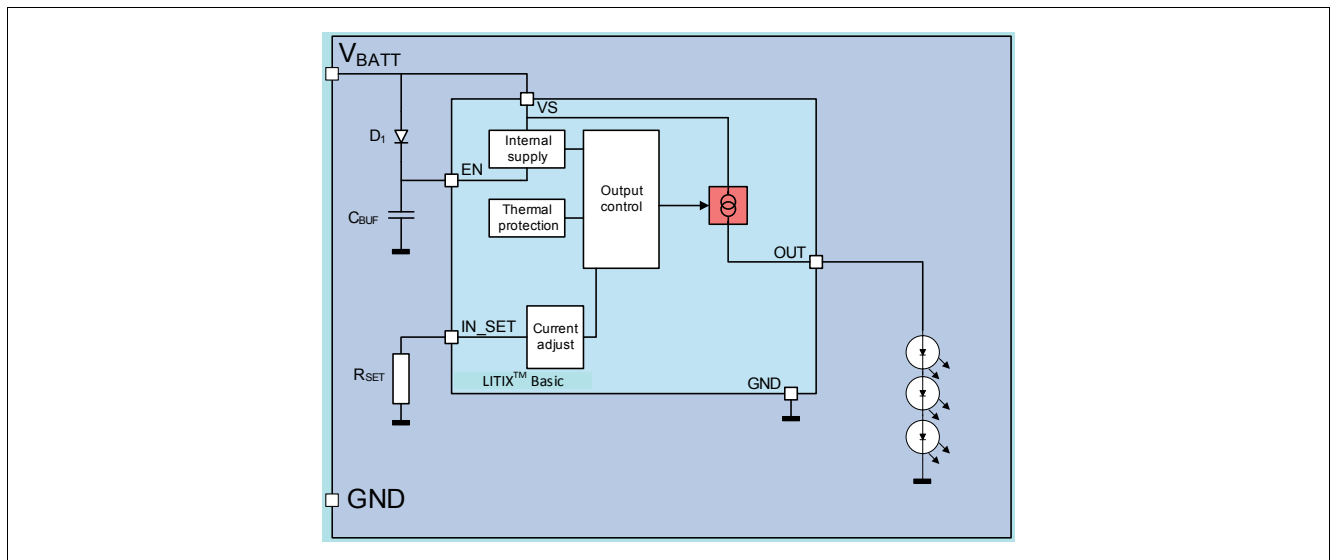 VBATT
VS
D1
Internal
supply
EN
Output
control
CBUF
Thermal
protection
OUT
IN_SET
Current
adjust
RSET
LITIX™ Basic
GND
GND